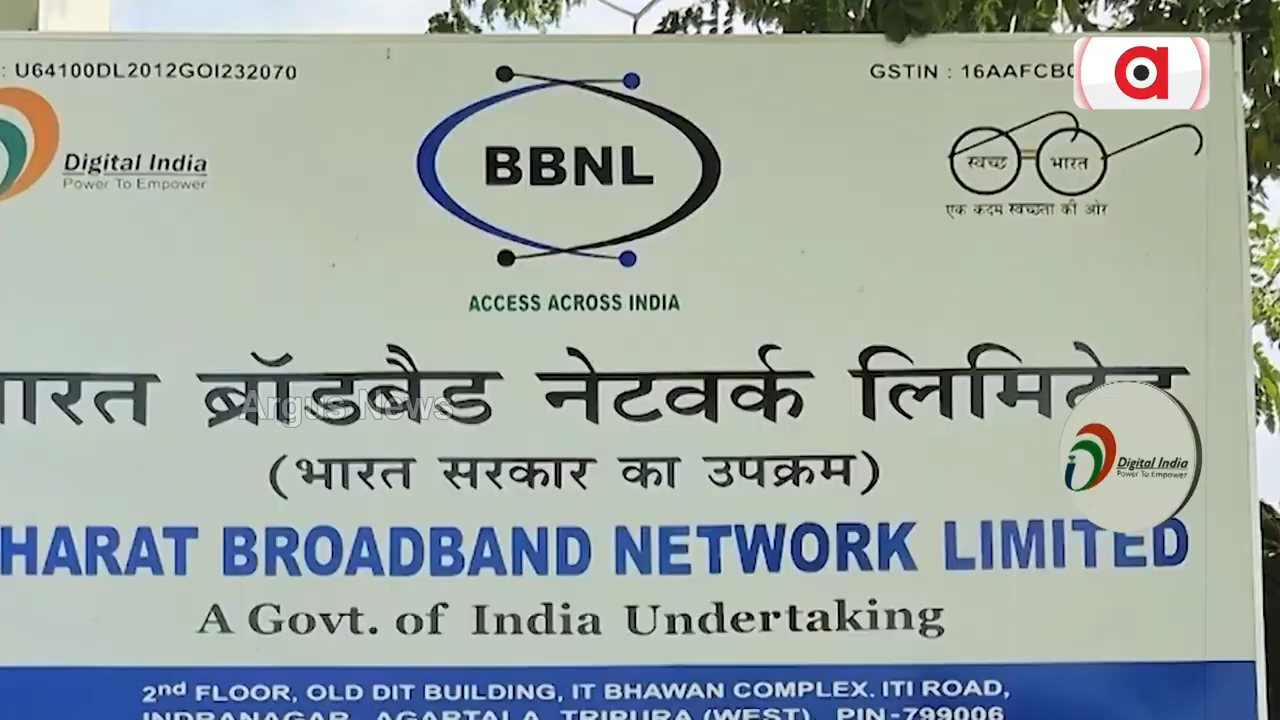 : U64100DL2012GOI232070
GSTIN : 16AAFCB
a
Digital India
Power To Empower
BBNL
स्वच्छ भारत
एक कदम स्वच्छता की ओर
ACCESS ACROSS INDIA
ारत ब्रॉडबैंड नेटवर्क लिमिटेड
Argus News
(भारत सरकार का उपक्रम)
Digital India
Power To Empower
HARAT BROADBAND NETWORK LIMITED
A Govt. of India Undertaking
2nd FLOOR, OLD DIT BUILDING, IT BHAWAN COMPLEX. ITI ROAD,
INDRANAGAR, AGARTALA, TRIPURA (WEST), PIN-799006